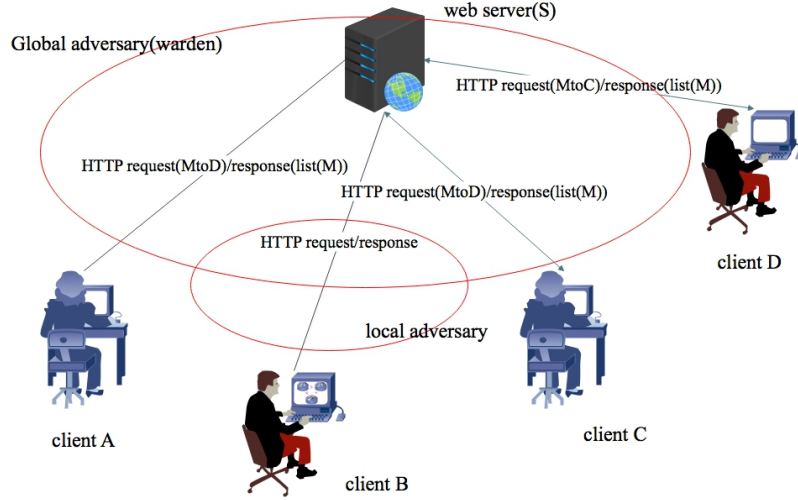 web server(S)
Global adversary(warden)
HTTP request(MtoC)/response(list(M))
HTTP request(MtoD)/response(list(M))
HTTP request(MtoD)/response(list(M))
HTTP request/response
client D
local adversary
client A
client C
client B